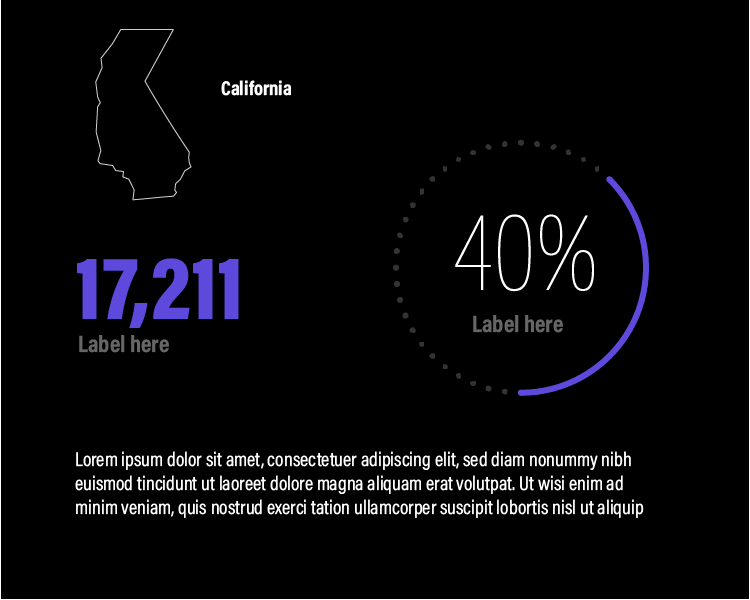 California
17,211
Label here
40%
Label here
Lorem ipsum dolor sit amet, consectetuer adipiscing elit, sed diam nonummy nibh
euismod tincidunt ut laoreet dolore magna aliquam erat volutpat. Ut wisi enim ad
minim veniam, quis nostrud exerci tation ullamcorper suscipit lobortis nisl ut aliquip